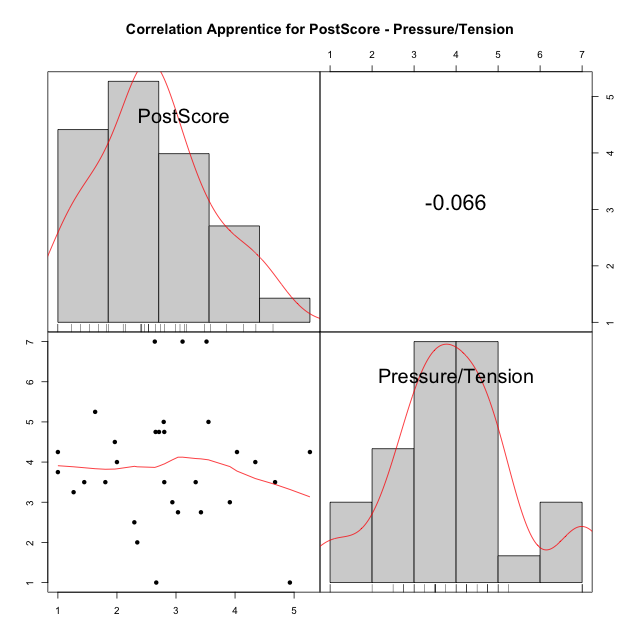 Correlation Apprentice for PostScore - Pressure/Tension
1 2 3 4 5 6 7
PostScore
5
4
-0.066
3
2
1
7
6
Pressure/Tension
5
4
3
2
1
1 2 3 4 5